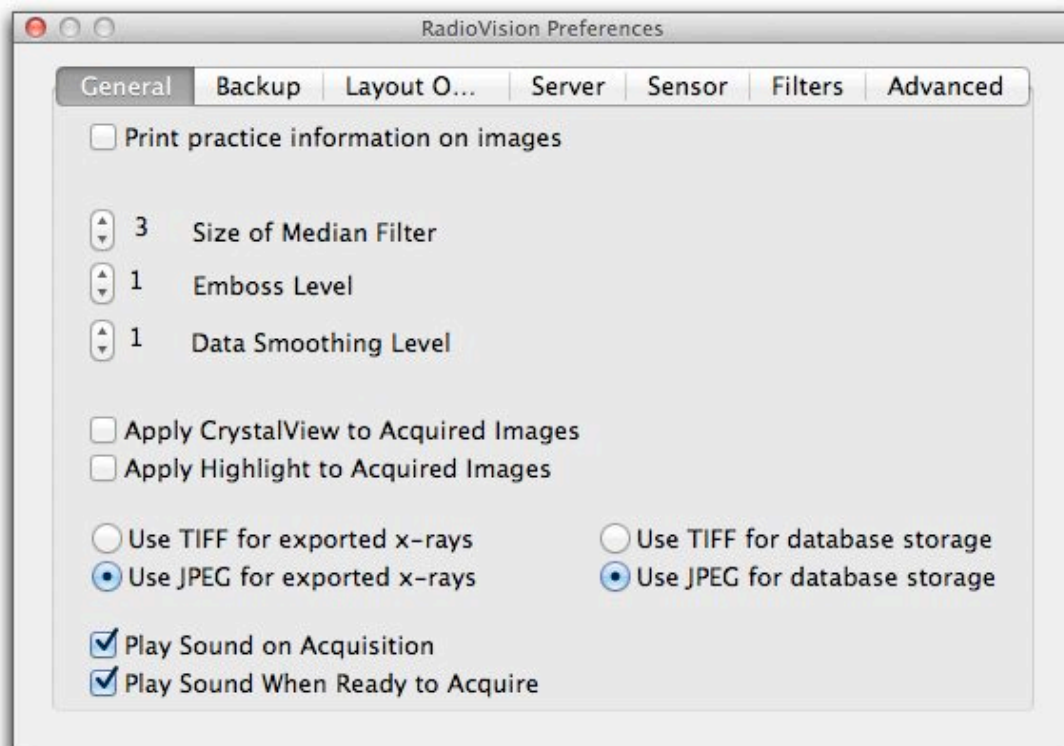 RadioVision Preferences
General Backup Layout O... Server Sensor Filters Advanced
Print practice information on images
3 Size of Median Filter
1 Emboss Level
1 Data Smoothing Level
Apply CrystalView to Acquired Images
Apply Highlight to Acquired Images
Use TIFF for exported x-rays Use TIFF for database storage
Use JPEG for exported x-rays Use JPEG for database storage
Play Sound on Acquisition
Play Sound When Ready to Acquire